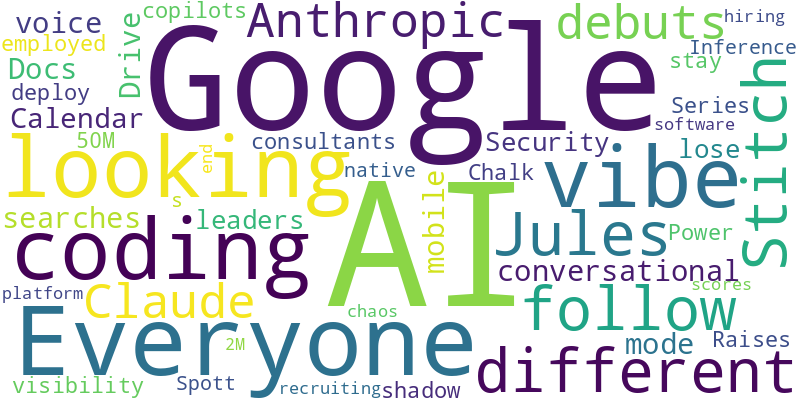 voice
copilots
Anthropic
debuts
hiring
employed
Drive
Google
Inference
Docs
stay
Stitch
deploy
Series
Calendar
software
50M
consultants
Security
lose
looking
end
native
Chalk
vibe
s
mobile
AI
searches
leaders
Jules
Power
coding
conversational
scores
platform
Claude
follow
chaos
Everyone
2M
mode
Raises
different
visibility
Spott
recruiting
shadow